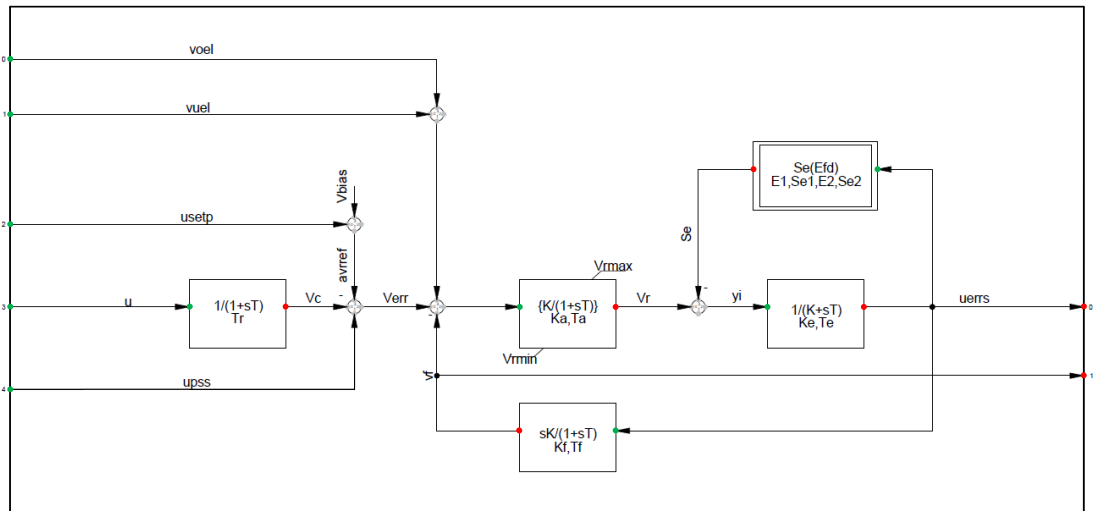 0
voel
1
vuel
Se(Efd)
E1,Se1,E2,Se2
Vbias
2
usetp
Se
-
avrref
Vrmax
3
u
1/(1+sT)
Tr
Vc
-
Verr
-
{K/(1+sT)}
Ka,Ta
Vr
yi
1/(K+sT)
Ke,Te
uerrs
0
Vrmin
4
upss
vf
1
sK/(1+sT)
Kf,Tf